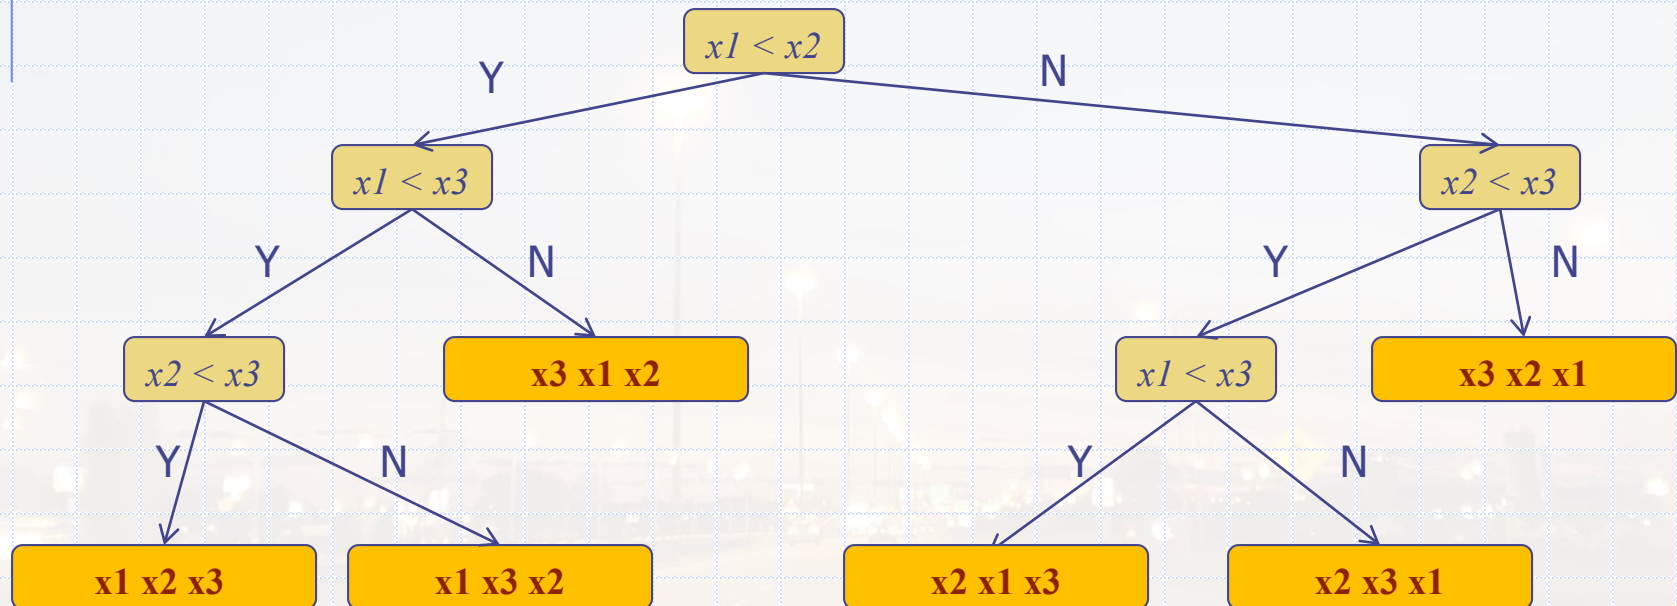 x1 < x2
Y
N
x1 < x3
x2 < x3
Y
N
Y
N
x2 < x3
x3 x1 x2
x1 < x3
x3 x2 x1
Y
N
Y
N
x1 x2 x3
x1 x3 x2
x2 x1 x3
x2 x3 x1